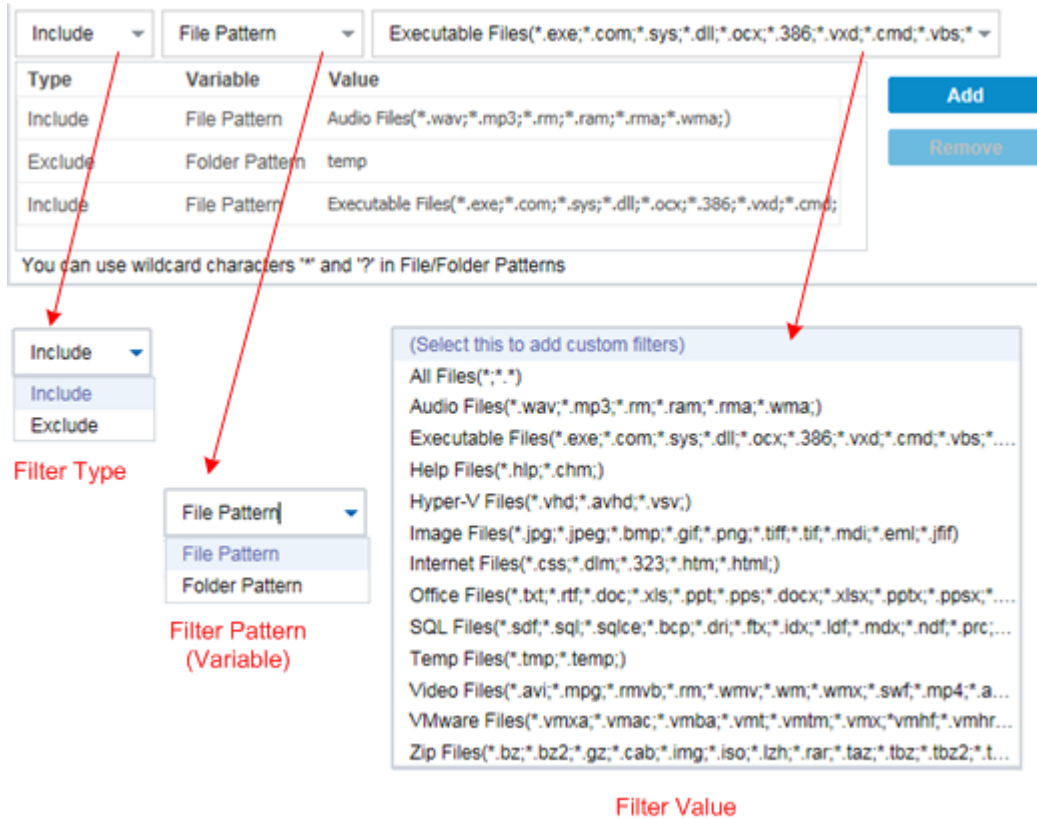 Include File Pattern Executable Files(*.exe;*.com;*.sys;*.dll;*.ocx;*.386;*.vxd;*.cmd;*.vbs;*
Type Variable Value
Add
Include File Pattern Audio Files(*.wav;*.mp3;*.rm;*.ram;*.rma;*.wma;)
Remove
Exclude Folder Pattern temp
Include File Pattern Executable Files(*.exe;*.com;*.sys;*.dll;*.ocx;*.386;*.vxd;*.cmd;
You can use wildcard characters '*' and '?' in File/Folder Patterns
Include
Include
Exclude
Filter Type
File Pattern
File Pattern
Folder Pattern
Filter Pattern
(Variable)
(Select this to add custom filters)
All Files(*;*.*)
Audio Files(*.wav;*.mp3;*.rm;*.ram;*.rma;*.wma;)
Executable Files(*.exe;*.com;*.sys;*.dll;*.ocx;*.386;*.vxd;*.cmd;*.vbs;*....
Help Files(*.hlp;*.chm;)
Hyper-V Files(*.vhd;*.avhd;*.vsv;)
Image Files(*.jpg;*.jpeg;*.bmp;*.gif;*.png;*.tiff;*.tif;*.mdi;*.eml;*.jfif)
Internet Files(*.css;*.dlm;*.323;*.htm;*.html;)
Office Files(*.txt;*.rtf;*.doc;*.xls;*.ppt;*.pps;*.docx;*.xlsx;*.pptx;*.ppsx;*....
SQL Files(*.sdf;*.sql;*.sqlce;*.bcp;*.dri;*.ftx;*.idx;*.ldf;*.mdx;*.ndf;*.prc;...
Temp Files(*.tmp;*.temp;)
Video Files(*.avi;*.mpg;*.rmvb;*.rm;*.wmv;*.wm;*.wmx;*.swf;*.mp4;*.a...
VMware Files(*.vmxa;*.vmac;*.vmba;*.vmt;*.vmtm;*.vmx;*vmhf;*.vmhr...
Zip Files(*.bz;*.bz2;*.gz;*.cab;*.img;*.iso;*.lzh;*.rar;*.taz;*.tbz;*.tbz2;*.t...
Filter Value